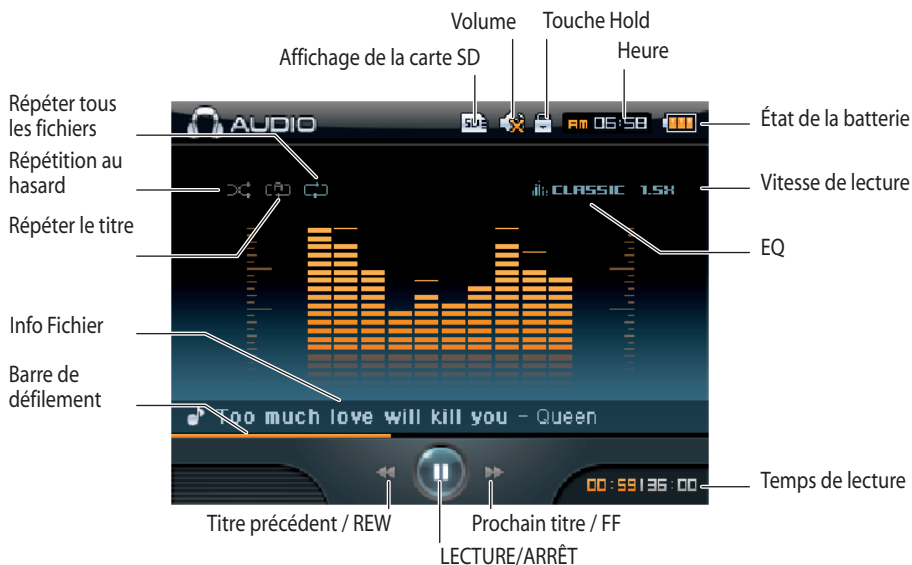 Volume
Touche Hold
Affichage de la carte SD
Heure
Répéter tous
les fichiers
AUDIO
AM 06:58
État de la batterie
Répétition au
hasard
CLASSIC 1.5X
Vitesse de lecture
Répéter le titre
EQ
Info Fichier
Barre de
défilement
Too much love will kill you - Queen
00:59|36:00
Temps de lecture
Titre précédent / REW
Prochain titre / FF
LECTURE/ARRÊT